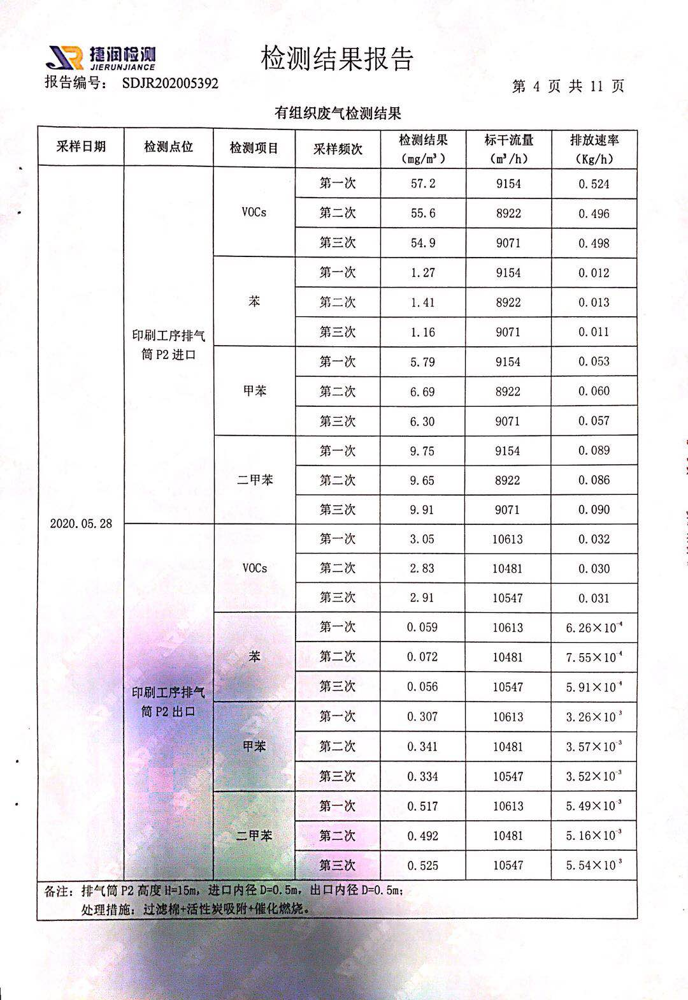 捷润检测
JIERUNJIANCE
检测结果报告
报告编号： SDJR202005392
第 4 页 共 11 页
有组织废气检测结果
采样日期 检测点位 检测项目 采样频次 检测结果（mg/m³） 标干流量（m³/h） 排放速率（Kg/h）
2020.05.28
印刷工序排气
筒 P2 进口
VOCs
第一次 57.2 9154 0.524
第二次 55.6 8922 0.496
第三次 54.9 9071 0.498
苯
第一次 1.27 9154 0.012
第二次 1.41 8922 0.013
第三次 1.16 9071 0.011
甲苯
第一次 5.79 9154 0.053
第二次 6.69 8922 0.060
第三次 6.30 9071 0.057
二甲苯
第一次 9.75 9154 0.089
第二次 9.65 8922 0.086
第三次 9.91 9071 0.090
印刷工序排气
筒 P2 出口
VOCs
第一次 3.05 10613 0.032
第二次 2.83 10481 0.030
第三次 2.91 10547 0.031
苯
第一次 0.059 10613 6.26×10⁻⁴
第二次 0.072 10481 7.55×10⁻⁴
第三次 0.056 10547 5.91×10⁻⁴
甲苯
第一次 0.307 10613 3.26×10⁻³
第二次 0.341 10481 3.57×10⁻³
第三次 0.334 10547 3.52×10⁻³
二甲苯
第一次 0.517 10613 5.49×10⁻³
第二次 0.492 10481 5.16×10⁻³
第三次 0.525 10547 5.54×10⁻³
备注：排气筒 P2 高度 H=15m，进口内径 D=0.5m，出口内径 D=0.5m；
处理措施：过滤棉+活性炭吸附+催化燃烧。